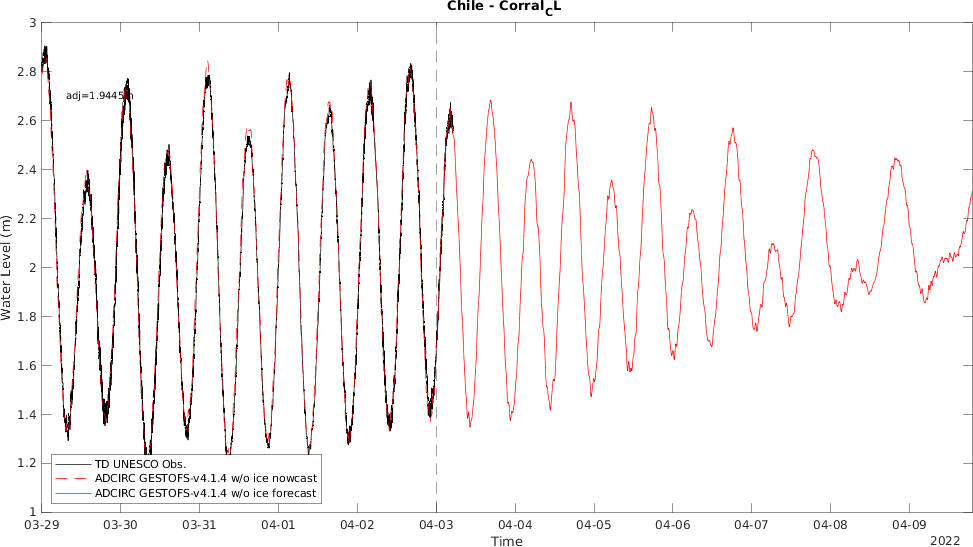 Chile - Corral_CL
3
2.8
adj=1.9445m
2.6
2.4
2.2
2
1.8
1.6
1.4
1.2
1
Water Level (m)
TD UNESCO Obs.
ADCIRC GESTOFS-v4.1.4 w/o ice nowcast
ADCIRC GESTOFS-v4.1.4 w/o ice forecast
03-29 03-30 03-31 04-01 04-02 04-03 04-04 04-05 04-06 04-07 04-08 04-09
Time
2022